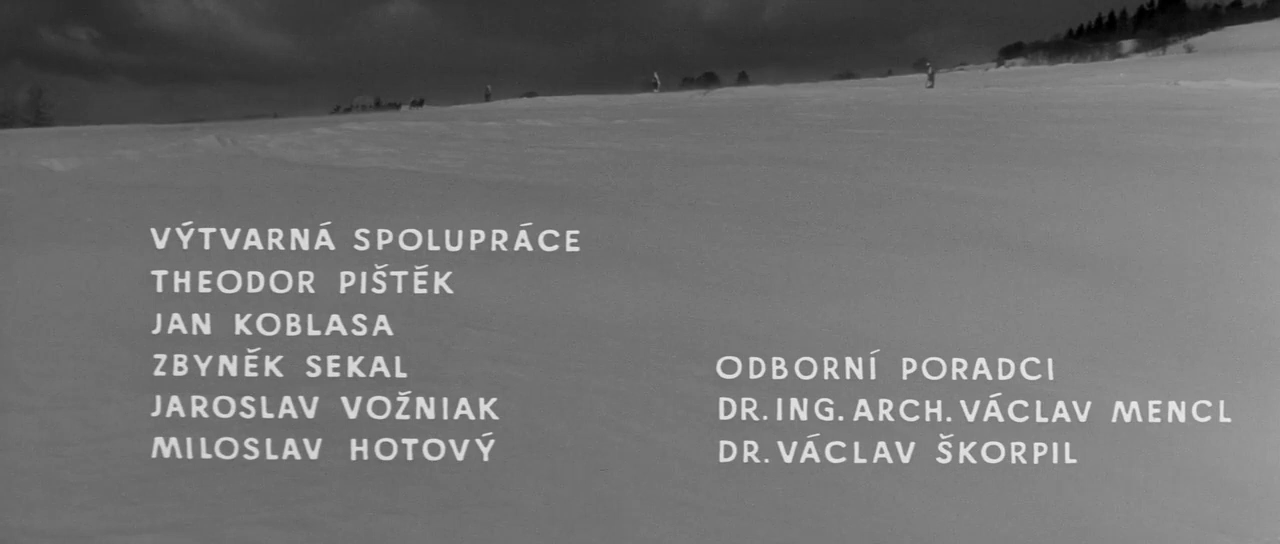 VÝTVARNÁ SPOLUPRÁCE
THEODOR PIŠTĚK
JAN KOBLASA
ZBYNĚK SEKAL
JAROSLAV VOŽNIAK
MILOSLAV HOTOVÝ
ODBORNÍ PORADCI
DR. ING. ARCH. VÁCLAV MENCL
DR. VÁCLAV ŠKORPIL